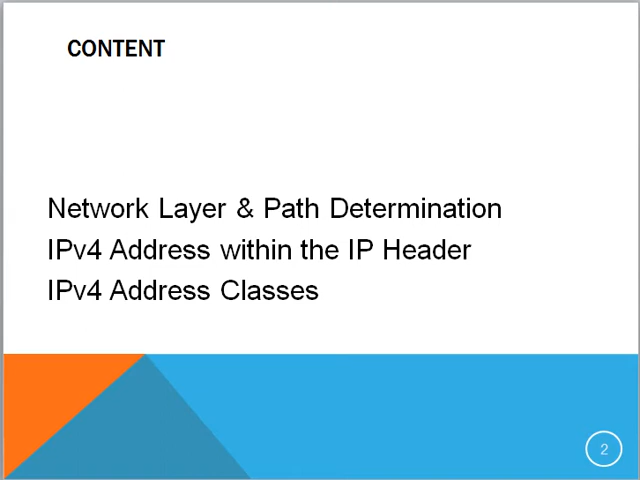 CONTENT
Network Layer & Path Determination
IPv4 Address within the IP Header
IPv4 Address Classes
2